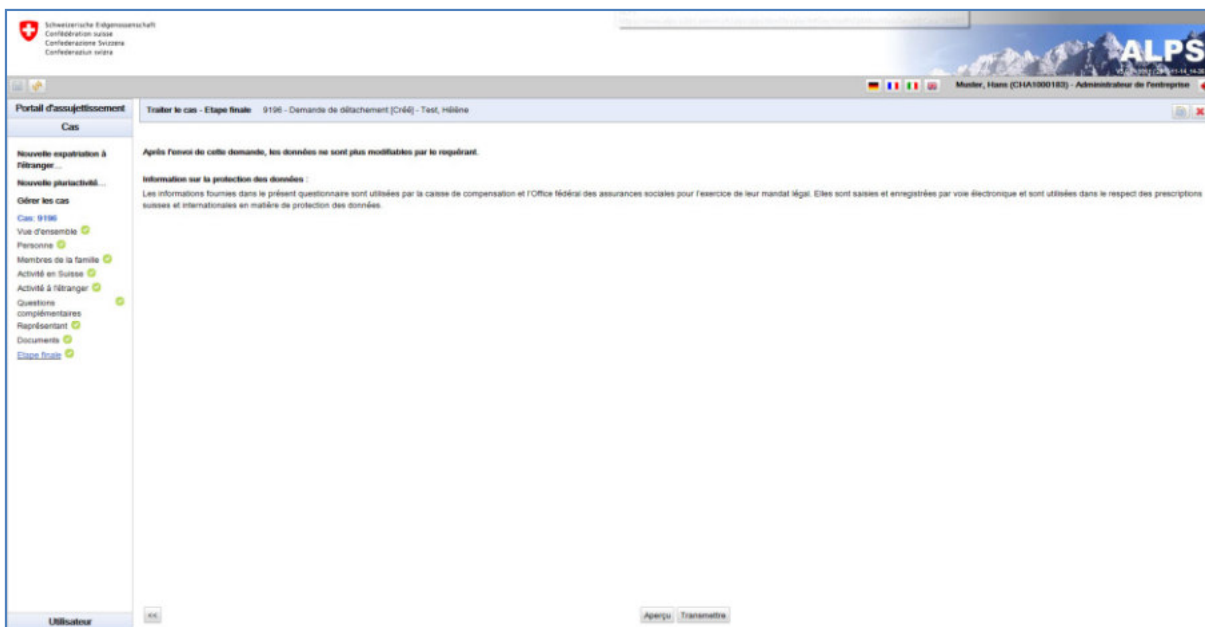 Schweizerische Eidgenossenschaft
Confédération suisse
Confederazione Svizzera
Confederaziun svizra
ALPS
Muster, Hans (CHA1000183) - Administrateur de l'entreprise
Portail d'assujettissement
Cas
Traiter le cas - Etape finale 9196 - Demande de détachement [Créé] - Test, Hélène
Nouvelle expatriation à
l'étranger...
Nouvelle pluriactivité...
Gérer les cas
Cas: 9196
Vue d'ensemble
Personne
Membres de la famille
Activité en Suisse
Activité à l'étranger
Questions
complémentaires
Représentant
Documents
Etape finale
Après l'envoi de cette demande, les données ne sont plus modifiables par le requérant.
Information sur la protection des données :
Les informations fournies dans le présent questionnaire sont utilisées par la caisse de compensation et l'Office fédéral des assurances sociales pour l'exercice de leur mandat légal. Elles sont saisies et enregistrées par voie électronique et sont utilisées dans le respect des prescriptions
suisses et internationales en matière de protection des données.
<< Aperçu Transmettre
Utilisateur